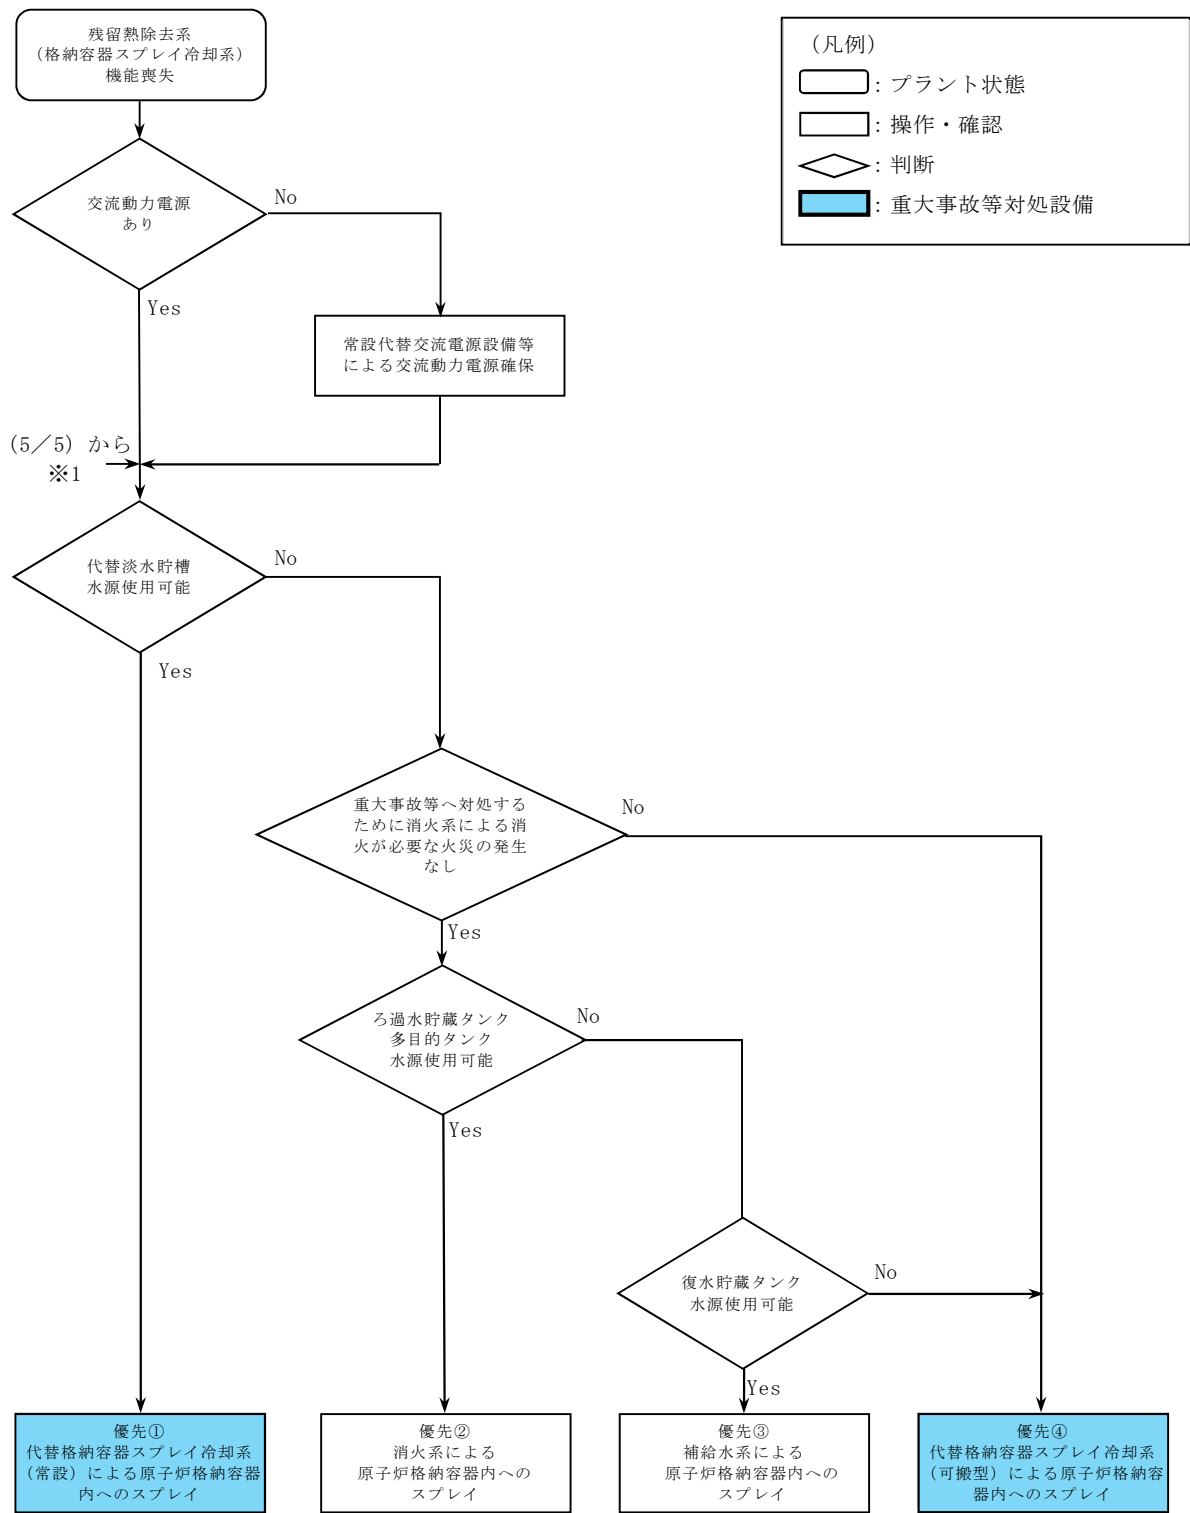 残留熱除去系
（格納容器スプレイ冷却系）
機能喪失
（凡例）
：プラント状態
：操作・確認
：判断
：重大事故等対処設備
交流動力電源
あり
No
Yes
常設代替交流電源設備等
による交流動力電源確保
（5／5）から
※1
代替淡水貯槽
水源使用可能
No
Yes
重大事故等へ対処する
ために消火系による消
火が必要な火災の発生
なし
No
Yes
ろ過水貯蔵タンク
多目的タンク
水源使用可能
No
Yes
復水貯蔵タンク
水源使用可能
No
Yes
優先①
代替格納容器スプレイ冷却系
（常設）による原子炉格納容器
内へのスプレイ
優先②
消火系による
原子炉格納容器内への
スプレイ
優先③
補給水系による
原子炉格納容器内への
スプレイ
優先④
代替格納容器スプレイ冷却系
（可搬型）による原子炉格納容
器内へのスプレイ